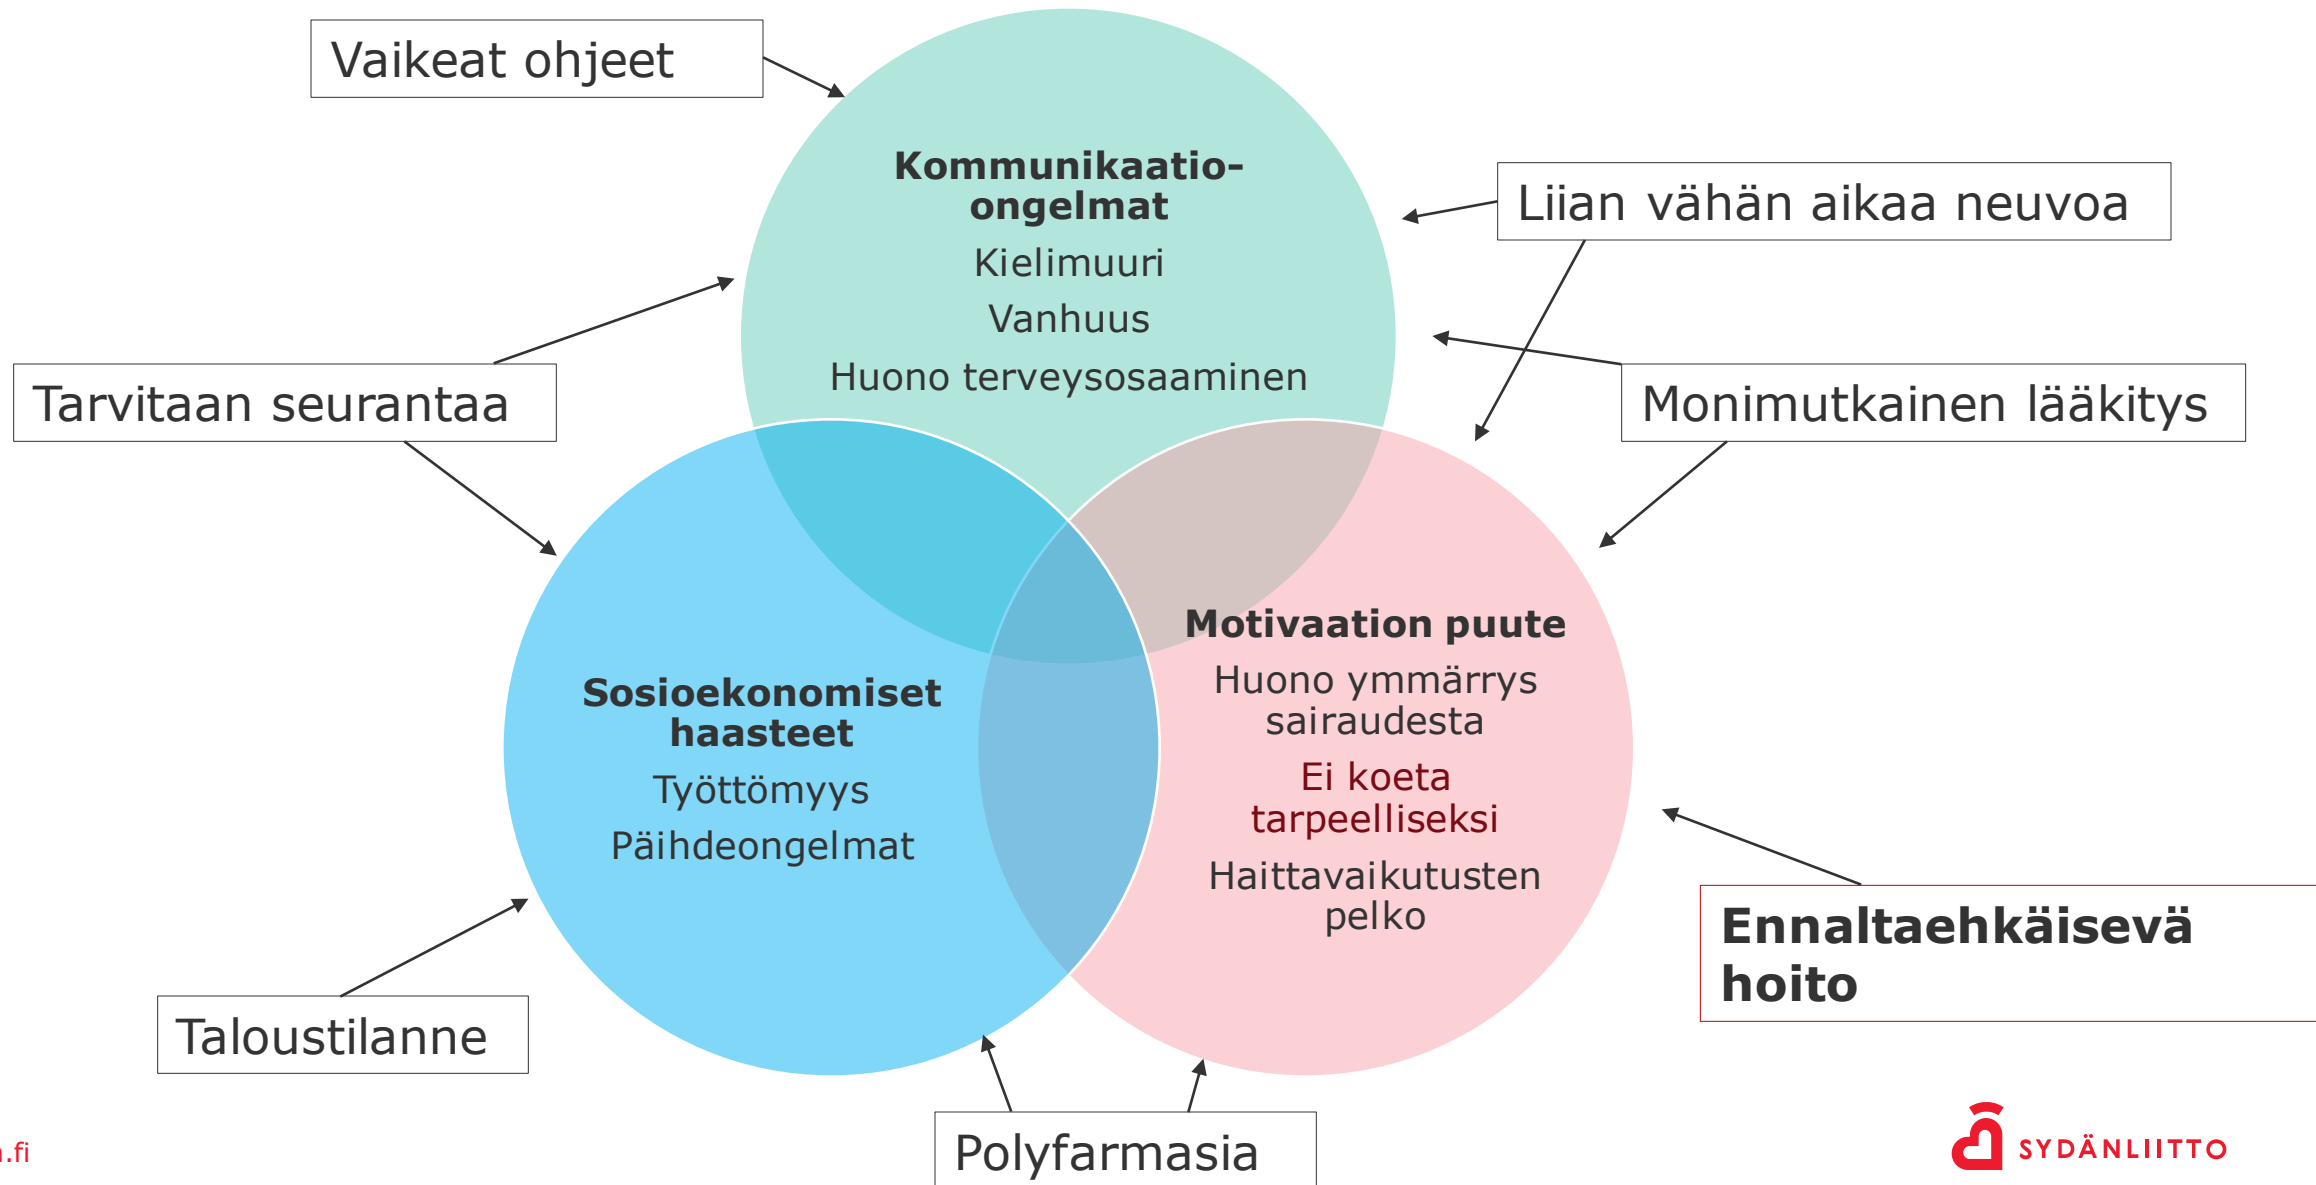 Vaikeat ohjeet
Kommunikaatio-
ongelmat
Kielimuuri
Vanhuus
Huono terveysosaaminen
Liian vähän aikaa neuvoa
Tarvitaan seurantaa
Monimutkainen lääkitys
Sosioekonomiset
haasteet
Työttömyys
Päihdeongelmat
Motivaation puute
Huono ymmärrys
sairaudesta
Ei koeta
tarpeelliseksi
Haittavaikutusten
pelko
Ennaltaehkäisevä
hoito
Taloustilanne
Polyfarmasia
.fi
SYDÄNLIITTO